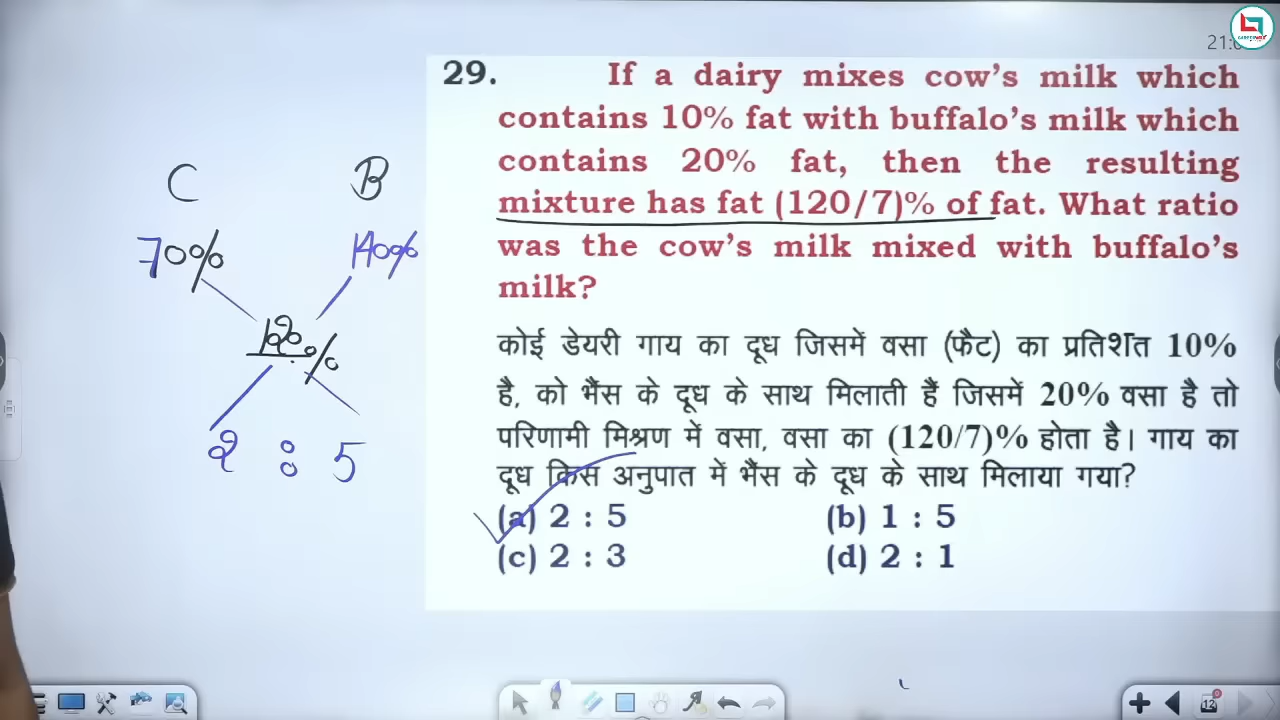 29. If a dairy mixes cow's milk which
contains 10% fat with buffalo's milk which
contains 20% fat, then the resulting
mixture has fat (120/7)% of fat. What ratio
was the cow's milk mixed with buffalo's
milk?
कोई डेयरी गाय का दूध जिसमें वसा (फैट) का प्रतिशत 10%
है, को भैंस के दूध के साथ मिलाती हैं जिसमें 20% वसा है तो
परिणामी मिश्रण में वसा, वसा का (120/7)% होता है। गाय का
दूध किस अनुपात में भैंस के दूध के साथ मिलाया गया?
(a) 2 : 5 (b) 1 : 5
(c) 2 : 3 (d) 2 : 1
C B
70% 140%
120%
2 : 5
12